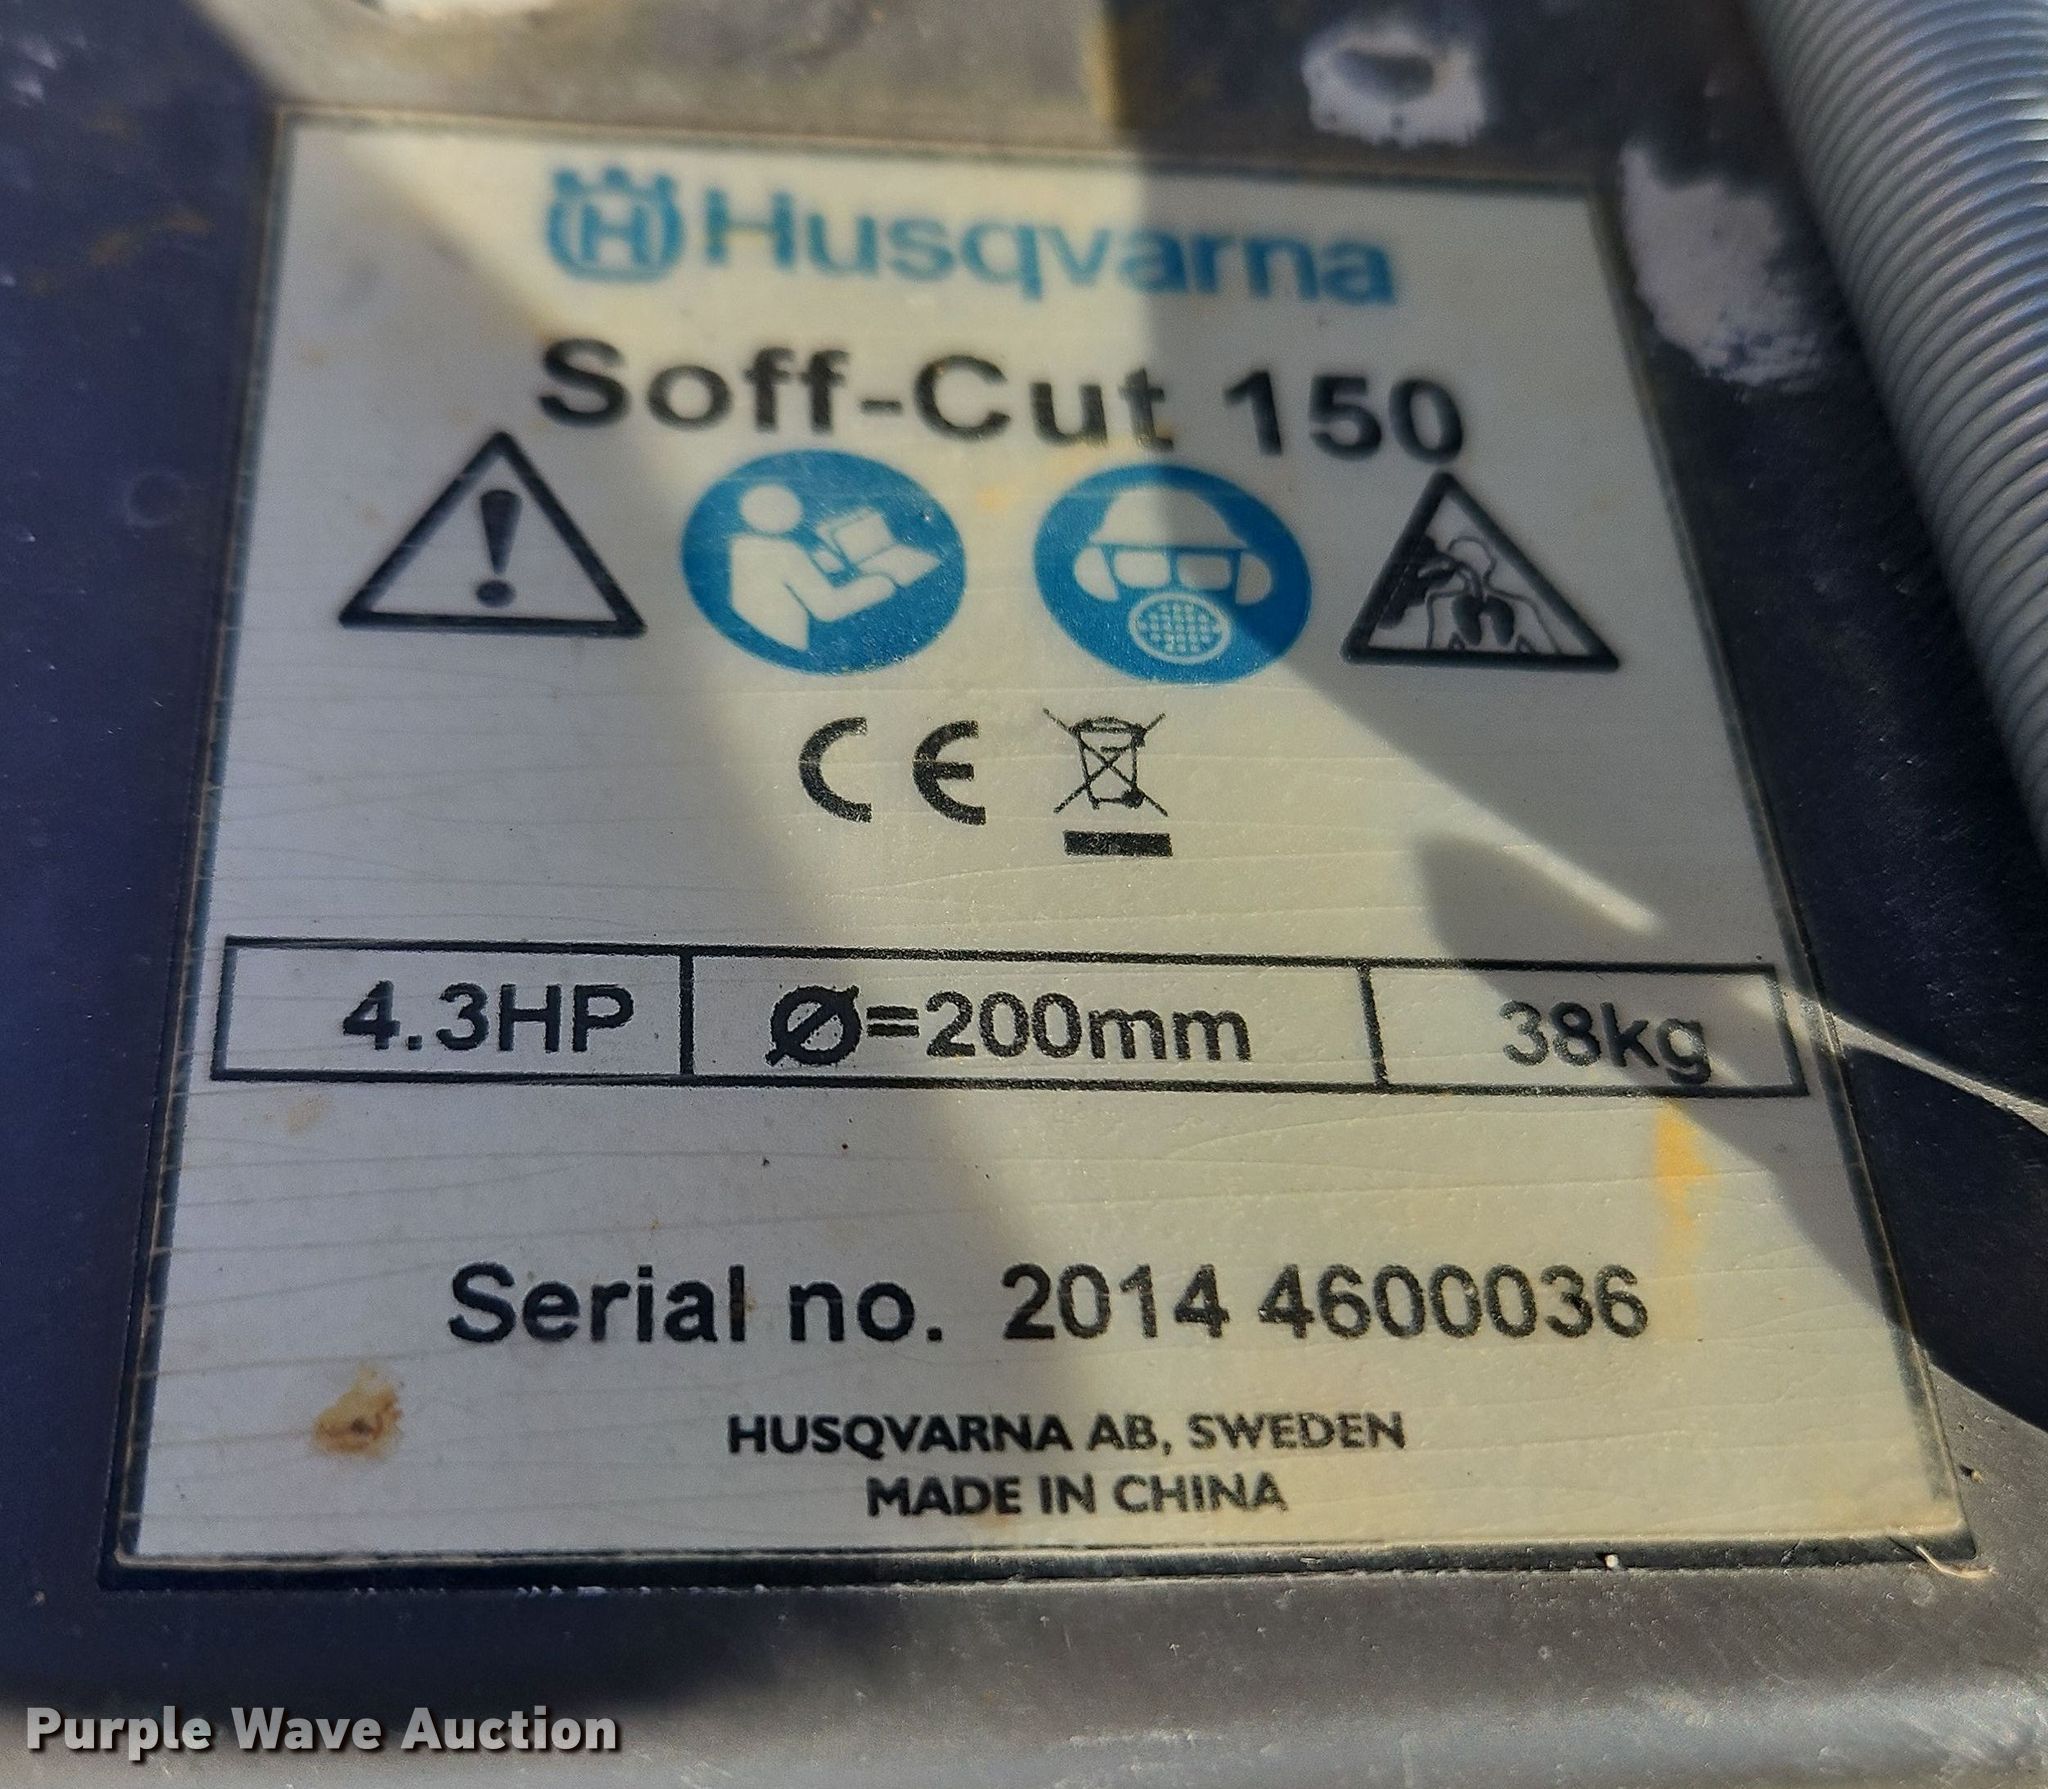 Husqvarna
Soff-Cut 150
CE
4.3HP Ø=200mm 38kg
Serial no. 2014 4600036
HUSQVARNA AB, SWEDEN
MADE IN CHINA
Purple Wave Auction